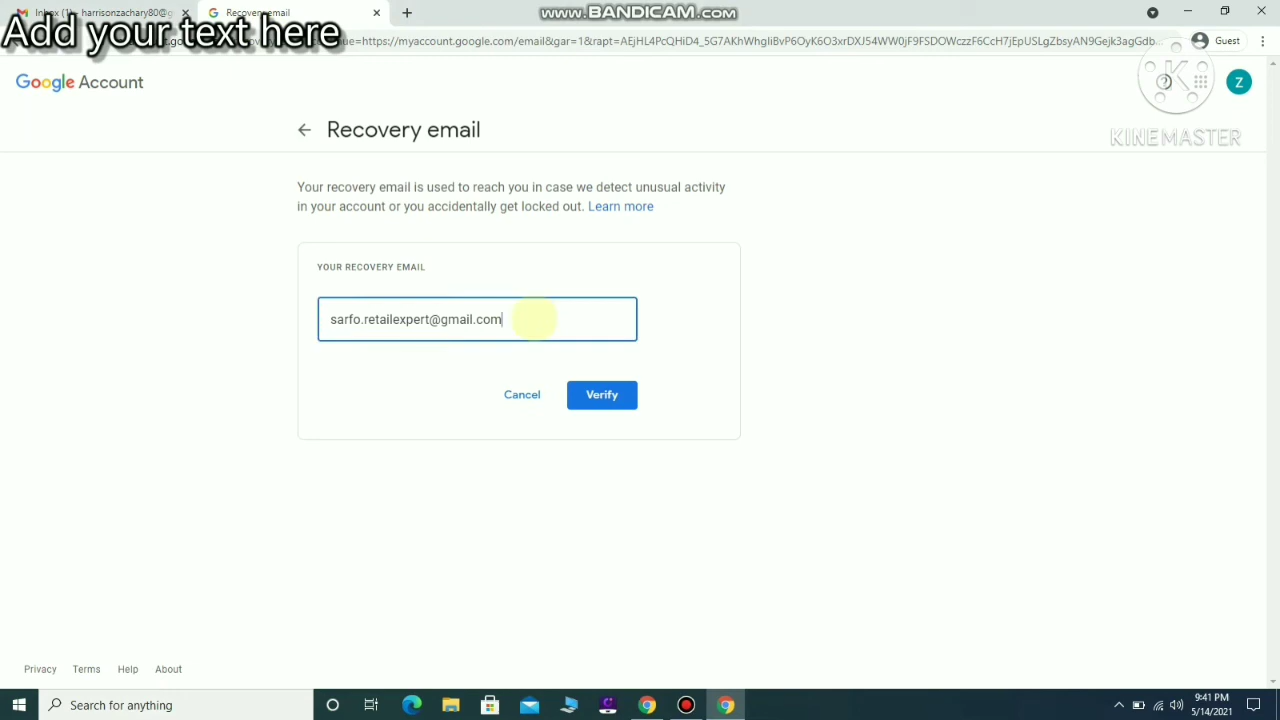 Inbox (1) - harrisonzachary80@g
Recovery email
www.BANDICAM.com
Add your text here
Guest
Google Account
Z
KINEMASTER
Recovery email
Your recovery email is used to reach you in case we detect unusual activity
in your account or you accidentally get locked out. Learn more
YOUR RECOVERY EMAIL
sarfo.retailexpert@gmail.com
Cancel
Verify
Privacy
Terms
Help
About
Search for anything
9:41 PM
5/14/2021